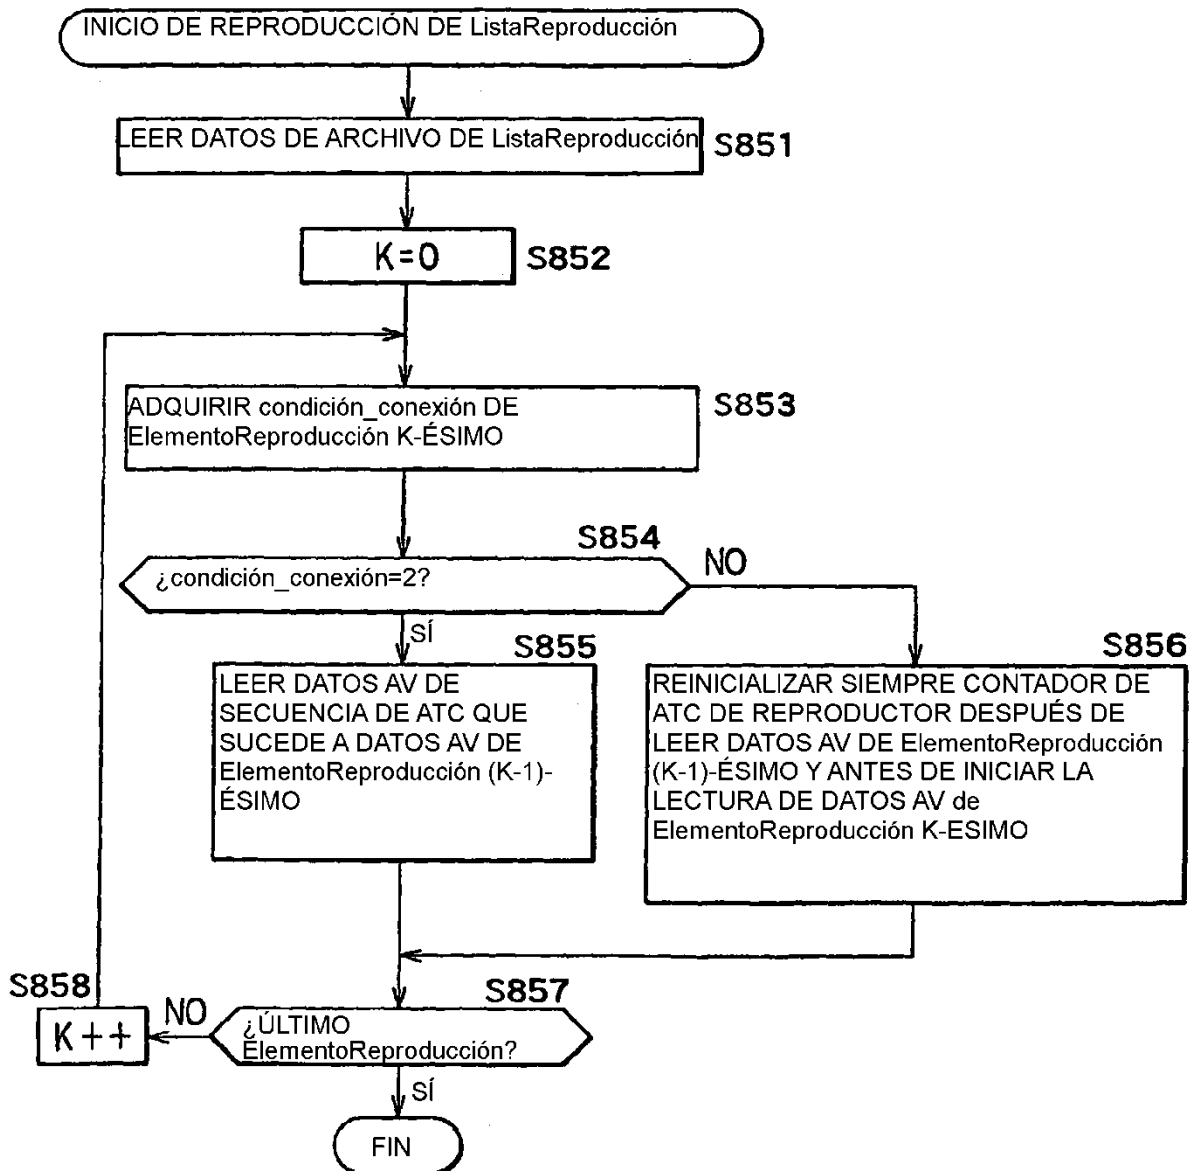 INICIO DE REPRODUCCIÓN DE ListaReproducción
LEER DATOS DE ARCHIVO DE ListaReproducción
S851
K=0
S852
ADQUIRIR condición_conexión DE
ElementoReproducción K-ÉSIMO
S853
S854
¿condición_conexión=2?
NO
SÍ
S855
LEER DATOS AV DE
SECUENCIA DE ATC QUE
SUCEDE A DATOS AV DE
ElementoReproducción (K-1)-
ÉSIMO
S856
REINICIALIZAR SIEMPRE CONTADOR DE
ATC DE REPRODUCTOR DESPUÉS DE
LEER DATOS AV DE ElementoReproducción
(K-1)-ÉSIMO Y ANTES DE INICIAR LA
LECTURA DE DATOS AV de
ElementoReproducción K-ESIMO
S857
¿ÚLTIMO
ElementoReproducción?
NO
S858
K++
SÍ
FIN